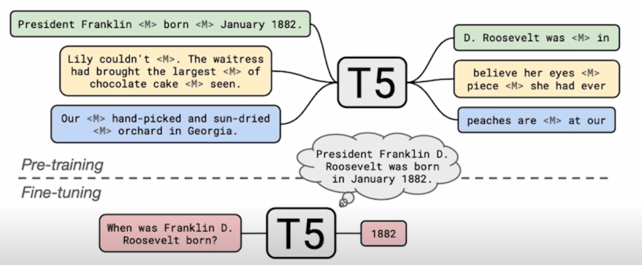 President Franklin <M> born <M> January 1882.
Lily couldn't <M>. The waitress
had brought the largest <M> of
chocolate cake <M> seen.
Our <M> hand-picked and sun-dried
<M> orchard in Georgia.
T5
D. Roosevelt was <M> in
believe her eyes <M>
piece <M> she had ever
peaches are <M> at our
President Franklin D.
Roosevelt was born
in January 1882.
Pre-training
Fine-tuning
When was Franklin D.
Roosevelt born?
T5
1882